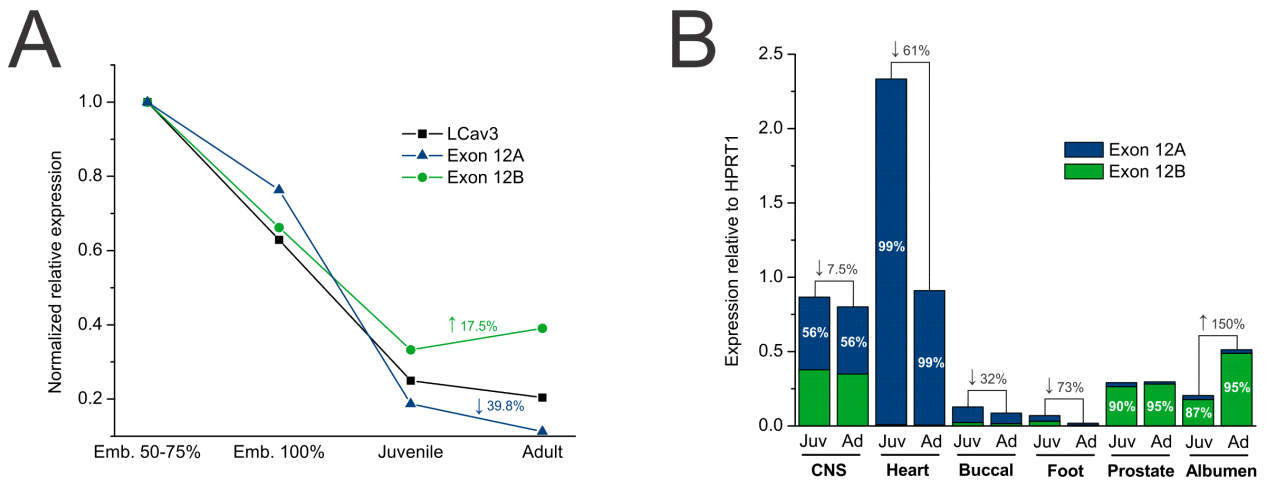 A
Normalized relative expression
1.0
0.8
0.6
0.4
0.2
LCav3
Exon 12A
Exon 12B
↑ 17.5%
↓ 39.8%
Emb. 50-75% Emb. 100% Juvenile Adult
B
Expression relative to HPRT1
2.5
2.0
1.5
1.0
0.5
0.0
Exon 12A
Exon 12B
↓ 7.5%
↓ 61%
↓ 32%
↓ 73%
↑ 150%
56% 56% 99% 99% 90% 95% 87% 95%
Juv Ad Juv Ad Juv Ad Juv Ad Juv Ad Juv Ad
CNS Heart Buccal Foot Prostate Albumen